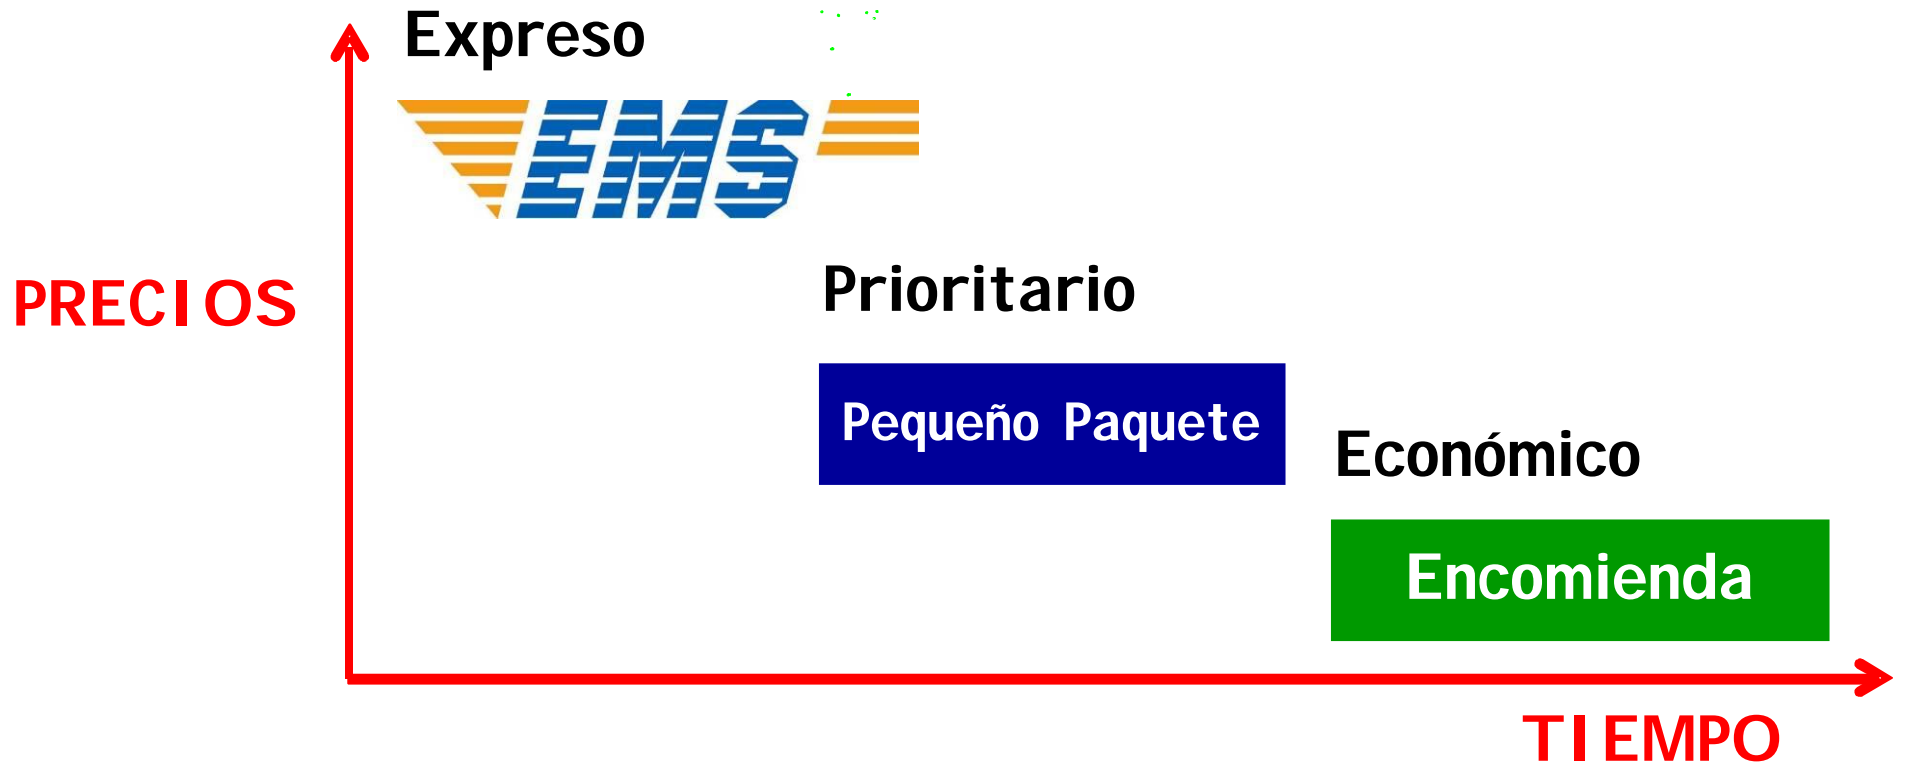 Expreso
EMS
PRECIOS
Prioritario
Pequeño Paquete
Económico
Encomienda
TIEMPO